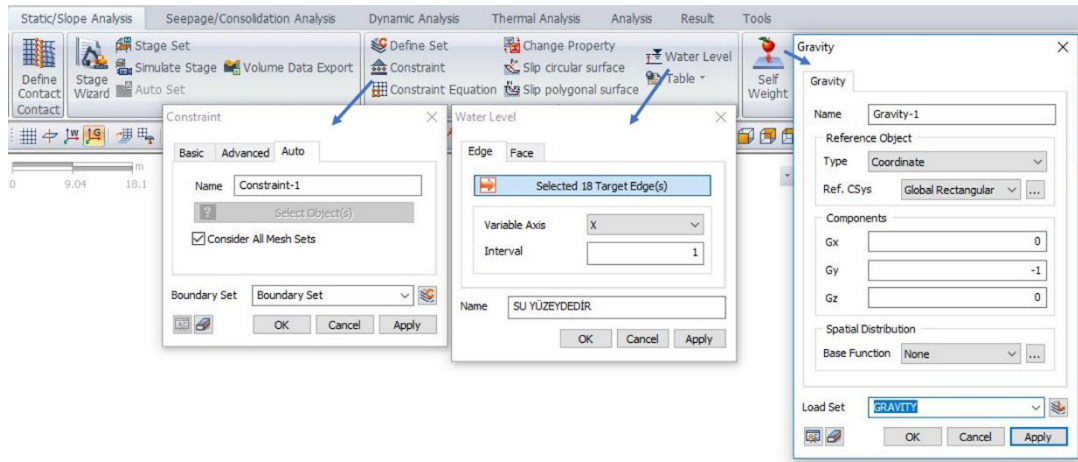 Static/Slope Analysis Seepage/Consolidation Analysis Dynamic Analysis Thermal Analysis Analysis Result Tools
Define Contact
Contact
Stage Wizard
Stage Set
Simulate Stage Volume Data Export
Auto Set
Define Set
Constraint
Constraint Equation
Change Property
Slip circular surface
Slip polygonal surface
Water Level
Table
Self Weight
0 9.04 18.1 m
Constraint
Basic Advanced Auto
Name Constraint-1
Select Object(s)
Consider All Mesh Sets
Boundary Set Boundary Set
OK Cancel Apply
Water Level
Edge Face
Selected 18 Target Edge(s)
Variable Axis X
Interval 1
Name SU YÜZEYDEDİR
OK Cancel Apply
Gravity
Gravity
Name Gravity-1
Reference Object
Type Coordinate
Ref. CSys Global Rectangular ...
Components
Gx 0
Gy -1
Gz 0
Spatial Distribution
Base Function None ...
Load Set GRAVITY
OK Cancel Apply